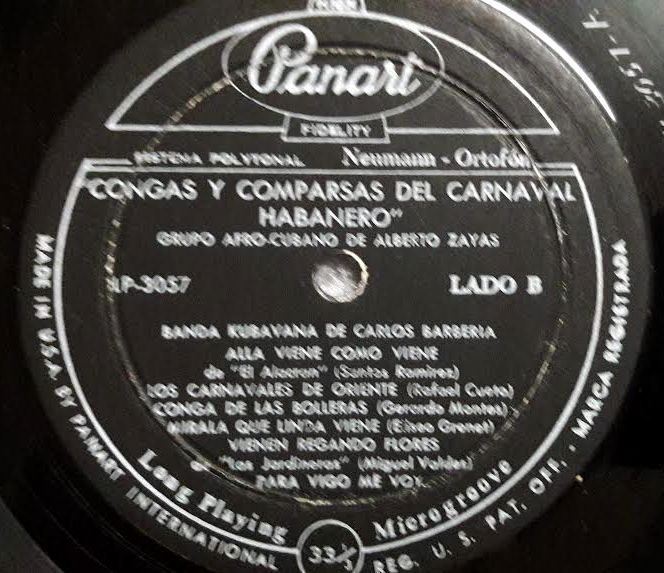 HIGH
Panart
FIDELITY
SISTEMA POLYTONAL Neumann - Ortofón
"CONGAS Y COMPARSAS DEL CARNAVAL
HABANERO"
GRUPO AFRO-CUBANO DE ALBERTO ZAYAS
LP-3057 LADO B
BANDA KUBAVANA DE CARLOS BARBERIA
ALLA VIENE COMO VIENE
de "El Alacran" (Santos Ramirez)
LOS CARNAVALES DE ORIENTE (Rafael Cueto)
CONGA DE LAS BOLLERAS (Gerardo Montes)
MIRALA QUE LINDA VIENE (Eliseo Grenet)
VIENEN REGANDO FLORES
de "Las Jardineras" (Miguel Valdes)
PARA VIGO ME VOY
Long Playing 33⅓ Microgroove
MADE IN U.S.A. BY PANART INTERNATIONAL REG. U. S. PAT. OFF. - MARCA REGISTRADA